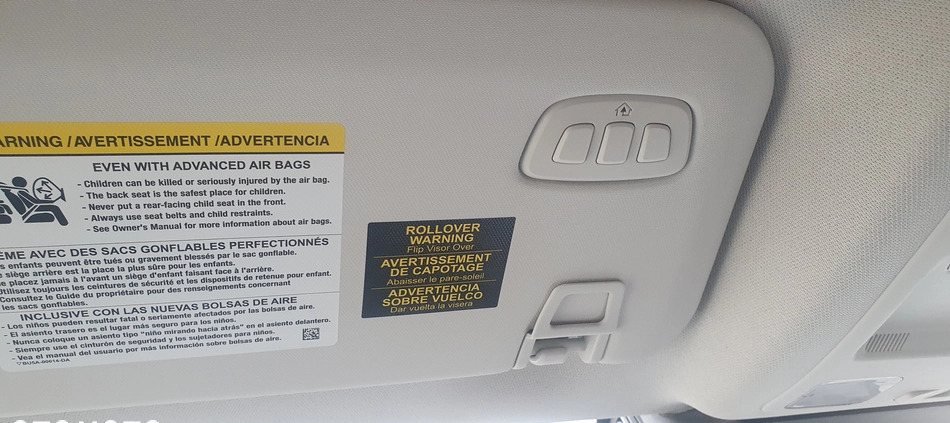 ARNING / AVERTISSEMENT / ADVERTENCIA
EVEN WITH ADVANCED AIR BAGS
- Children can be killed or seriously injured by the air bag.
- The back seat is the safest place for children.
- Never put a rear-facing child seat in the front.
- Always use seat belts and child restraints.
- See Owner's Manual for more information about air bags.
ÊME AVEC DES SACS GONFLABLES PERFECTIONNÉS
s enfants peuvent être tués ou gravement blessés par le sac gonflable.
siège arrière est la place la plus sûre pour les enfants.
e placez jamais à l'avant un siège d'enfant faisant face à l'arrière.
Utilisez toujours les ceintures de sécurité et les dispositifs de retenue pour enfant.
Consultez le Guide du propriétaire pour des renseignements concernant
les sacs gonflables.
INCLUSIVE CON LAS NUEVAS BOLSAS DE AIRE
- Los niños pueden resultar fatal o seriamente afectados por las bolsas de aire.
- El asiento trasero es el lugar más seguro para los niños.
- Nunca coloque un asiento tipo "niño mirando hacia atrás" en el asiento delantero.
- Siempre use el cinturón de seguridad y los sujetadores para niños.
- Vea el manual del usuario por más información sobre bolsas de aire.
ROLLOVER
WARNING
Flip Visor Over
AVERTISSEMENT
DE CAPOTAGE
Abaisser le pare-soleil
ADVERTENCIA
SOBRE VUELCO
Dar vuelta la visera